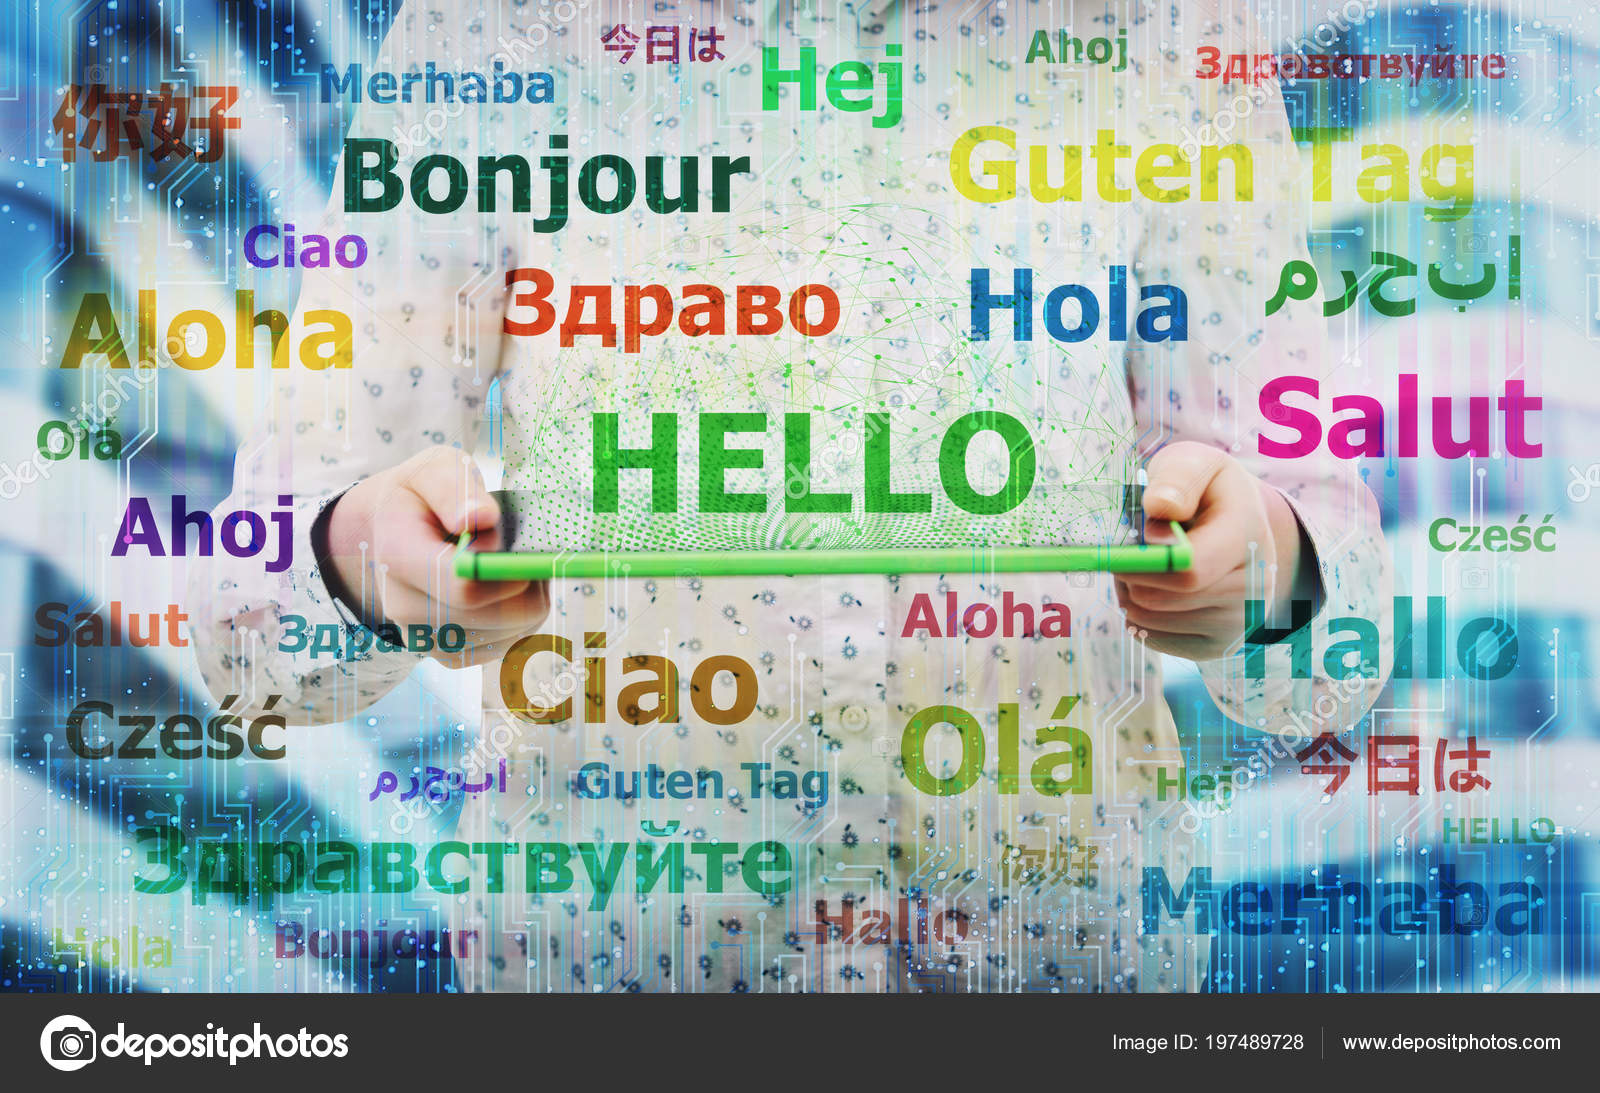 今日は
Hej
Ahoj
Здравствуйте
Merhaba
你好
Bonjour
Guten Tag
Ciao
مرحبا
Aloha
Здраво
Hola
Salut
Olá
HELLO
Ahoj
Cześć
Salut
Здраво
Aloha
Hallo
Ciao
Cześć
Olá
مرحبا
Guten Tag
Hej
今日は
Здравствуйте
HELLO
你好
Merhaba
Hola
Bonjour
Hallo
depositphotos
Image ID: 197489728
www.depositphotos.com